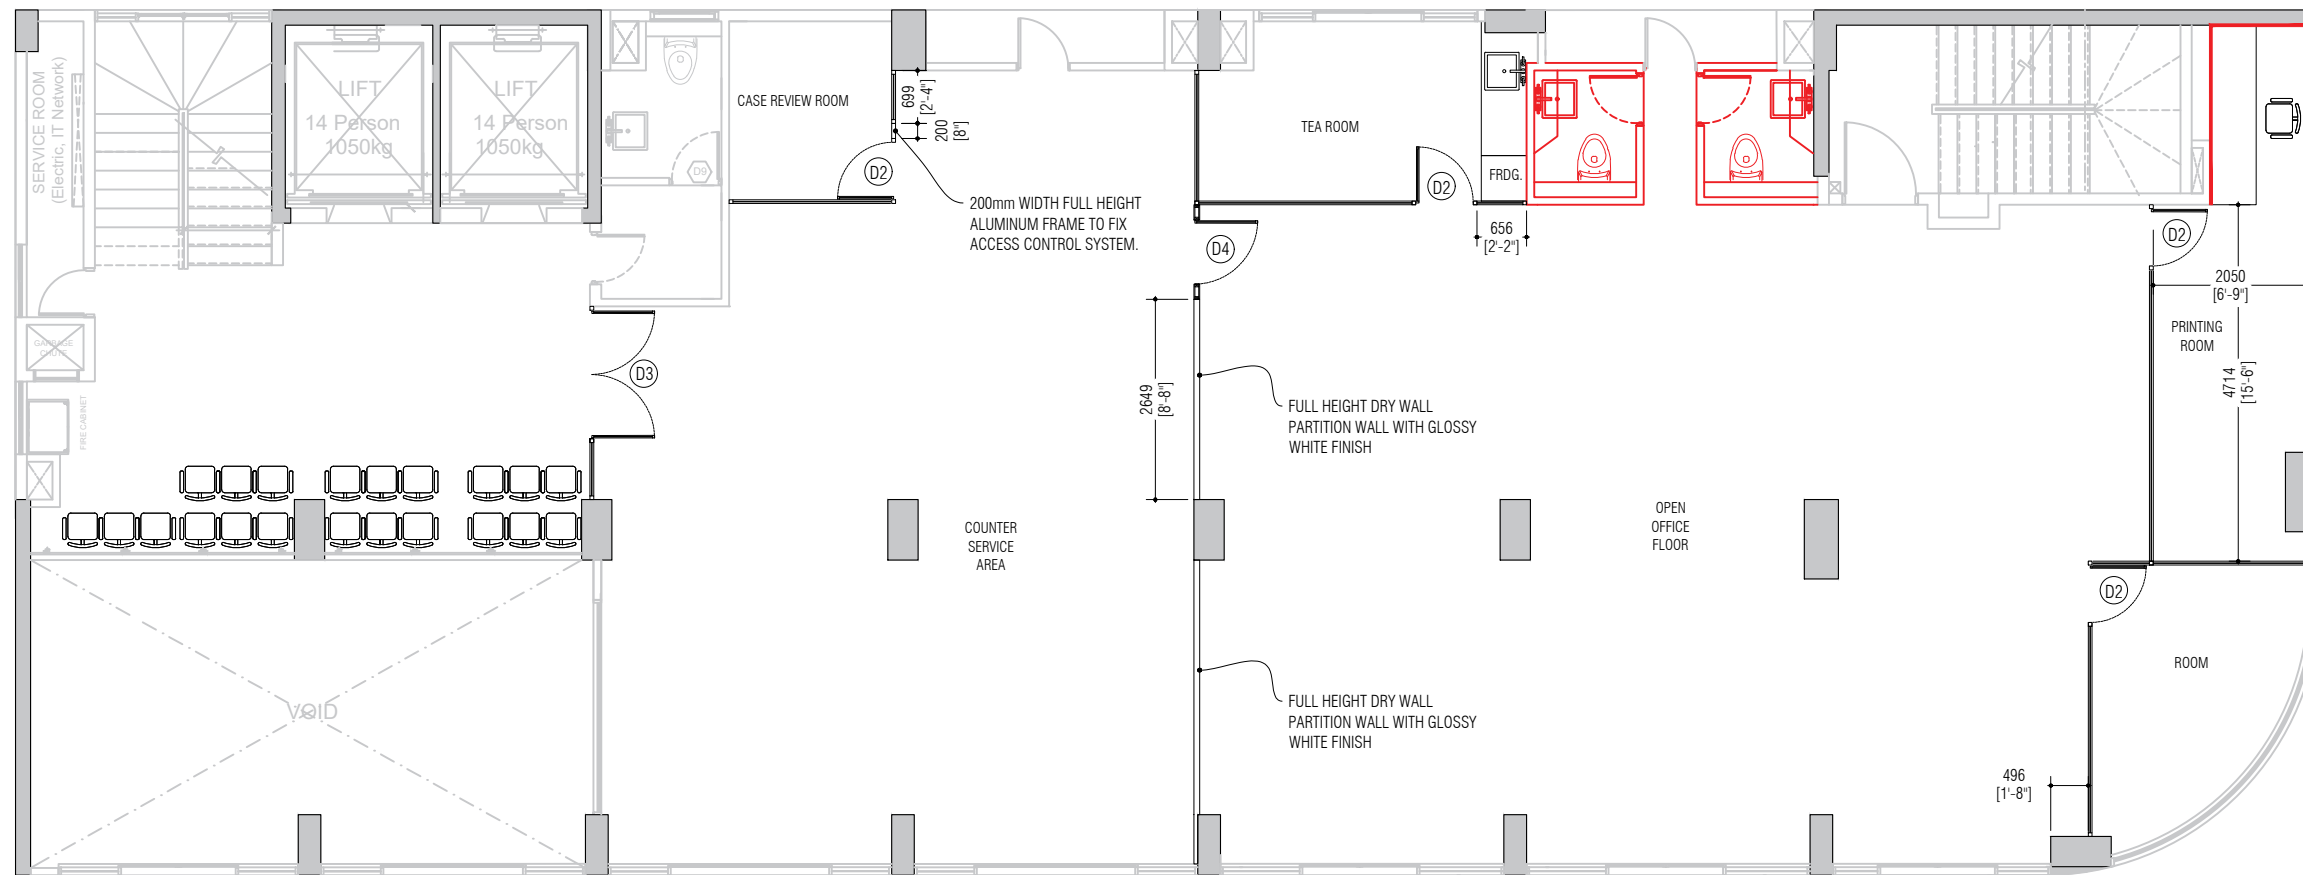 SERVICE ROOM
(Electric, IT Network)
LIFT
14 Person
1050kg
LIFT
14 Person
1050kg
D9
CASE REVIEW ROOM
699
[2'-4"]
200
[8"]
D2
200mm WIDTH FULL HEIGHT
ALUMINUM FRAME TO FIX
ACCESS CONTROL SYSTEM.
TEA ROOM
D2
FRDG.
656
[2'-2"]
D4
D2
2050
[6'-9"]
PRINTING
ROOM
4714
[15'-6"]
GARBAGE
CHUTE
FIRE CABINET
D3
2649
[8'-8"]
FULL HEIGHT DRY WALL
PARTITION WALL WITH GLOSSY
WHITE FINISH
COUNTER
SERVICE
AREA
OPEN
OFFICE
FLOOR
D2
ROOM
VOID
FULL HEIGHT DRY WALL
PARTITION WALL WITH GLOSSY
WHITE FINISH
496
[1'-8"]